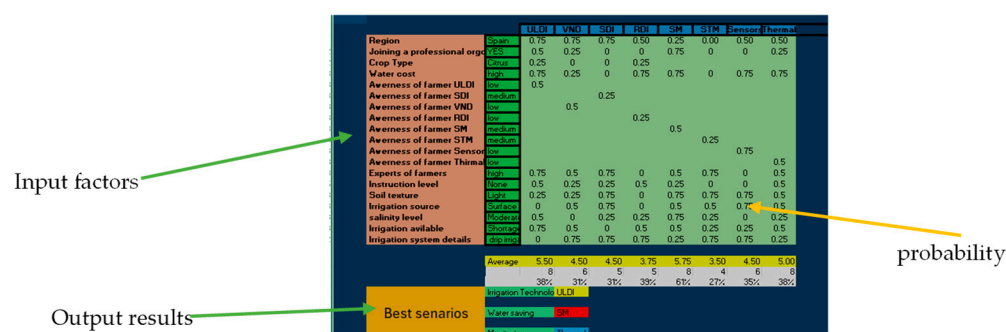 ULDI VND SDI RDI SM STM Sensors Thermal
Region Spain 0.75 0.75 0.75 0.50 0.25 0.00 0.50 0.50
Joining a professional orgo YES 0.5 0.25 0 0 0.75 0 0 0.25
Crop Type Citrus 0.25 0 0 0.25
Water cost high 0.75 0.25 0 0.75 0.75 0 0.75 0.75
Awerness of farmer ULDI low 0.5
Awerness of farmer SDI medium 0.25
Awerness of farmer VND low 0.5
Awerness of farmer RDI low 0.25
Awerness of farmer SM medium 0.5
Awerness of farmer STM medium 0.25
Awerness of farmer Sensor low 0.75
Awerness of farmer Thirmal low 0.5
Experts of farmers high 0.75 0.5 0.75 0 0.5 0.75 0 0.5
Instruction level None 0.5 0.25 0.25 0.5 0.25 0 0 0.5
Soil texture Light 0.25 0.25 0.75 0 0.75 0.75 0.75 0.5
Irrigation source Surface 0 0.5 0.75 0 0.5 0.5 0.75 0.5
salinity level Moderat 0.5 0 0.25 0.25 0.75 0.25 0 0.25
Irrigation avilable Shortag 0.75 0.5 0 0.5 0.5 0.25 0.25 0.5
Irrigation system details drip irrig 0 0.75 0.75 0.75 0.25 0.75 0.75 0.25
Input factors
probability
Average 5.50 4.50 4.50 3.75 5.75 3.50 4.50 5.00
8 6 5 5 8 4 6 8
38% 31% 31% 39% 61% 27% 35% 38%
Irrigation Technolo ULDI
Best senarios
Water saving SM
Output results